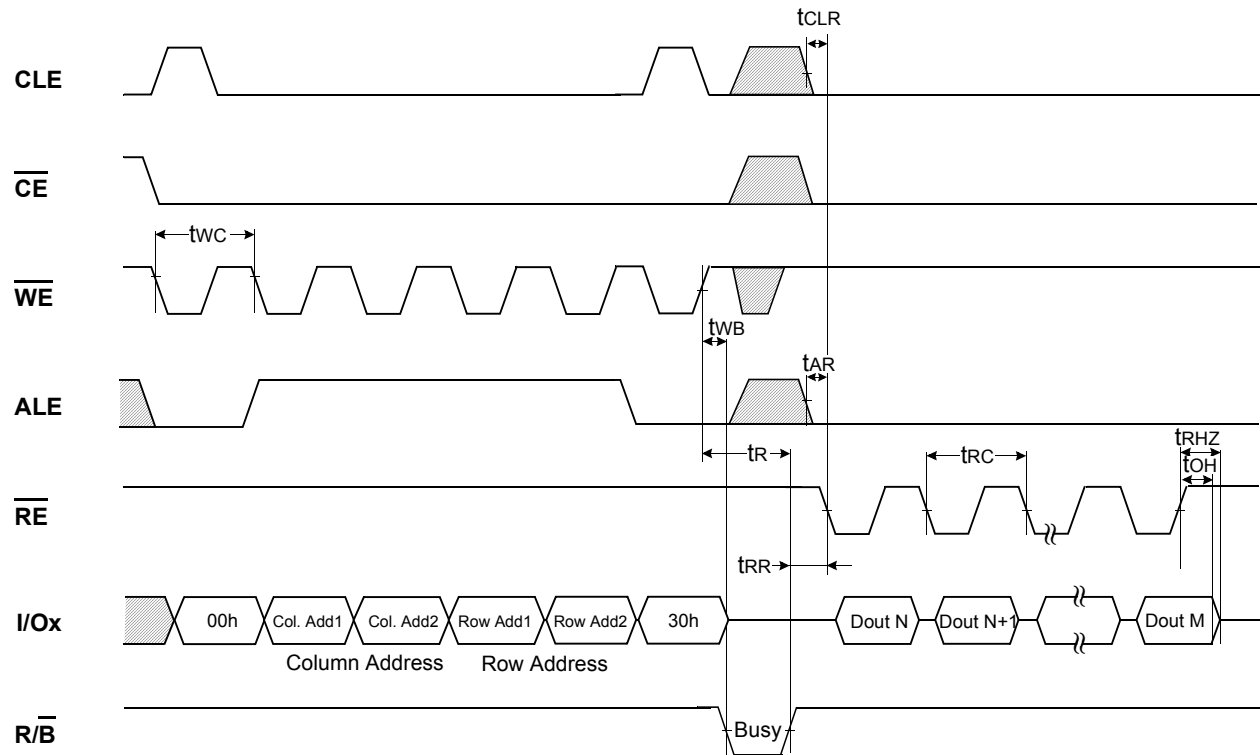 tCLR
CLE
CE
tWC
WE
tWB
tAR
ALE
tR
tRC
tRHZ
tOH
RE
tRR
I/Ox
00h
Col. Add1
Col. Add2
Row Add1
Row Add2
30h
Dout N
Dout N+1
Dout M
Column Address
Row Address
R/B
Busy